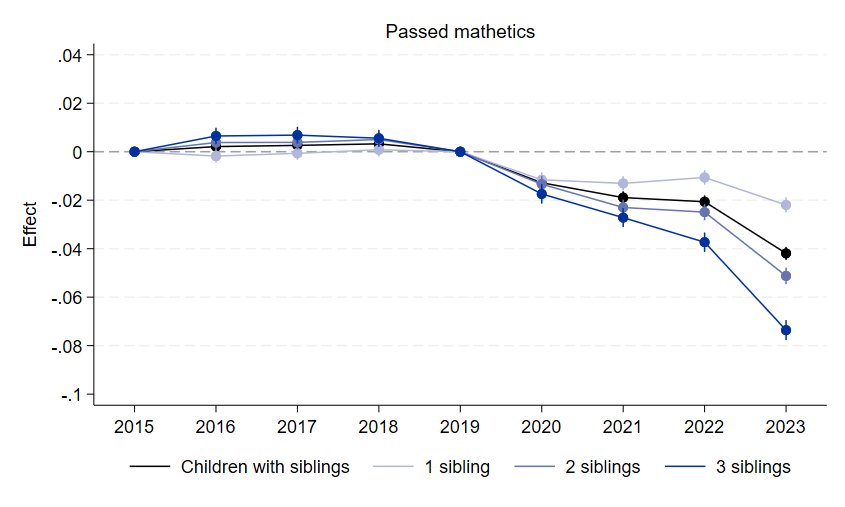 Passed mathetics
.04
.02
0
-.02
-.04
-.06
-.08
-.1
Effect
2015 2016 2017 2018 2019 2020 2021 2022 2023
Children with siblings 1 sibling 2 siblings 3 siblings